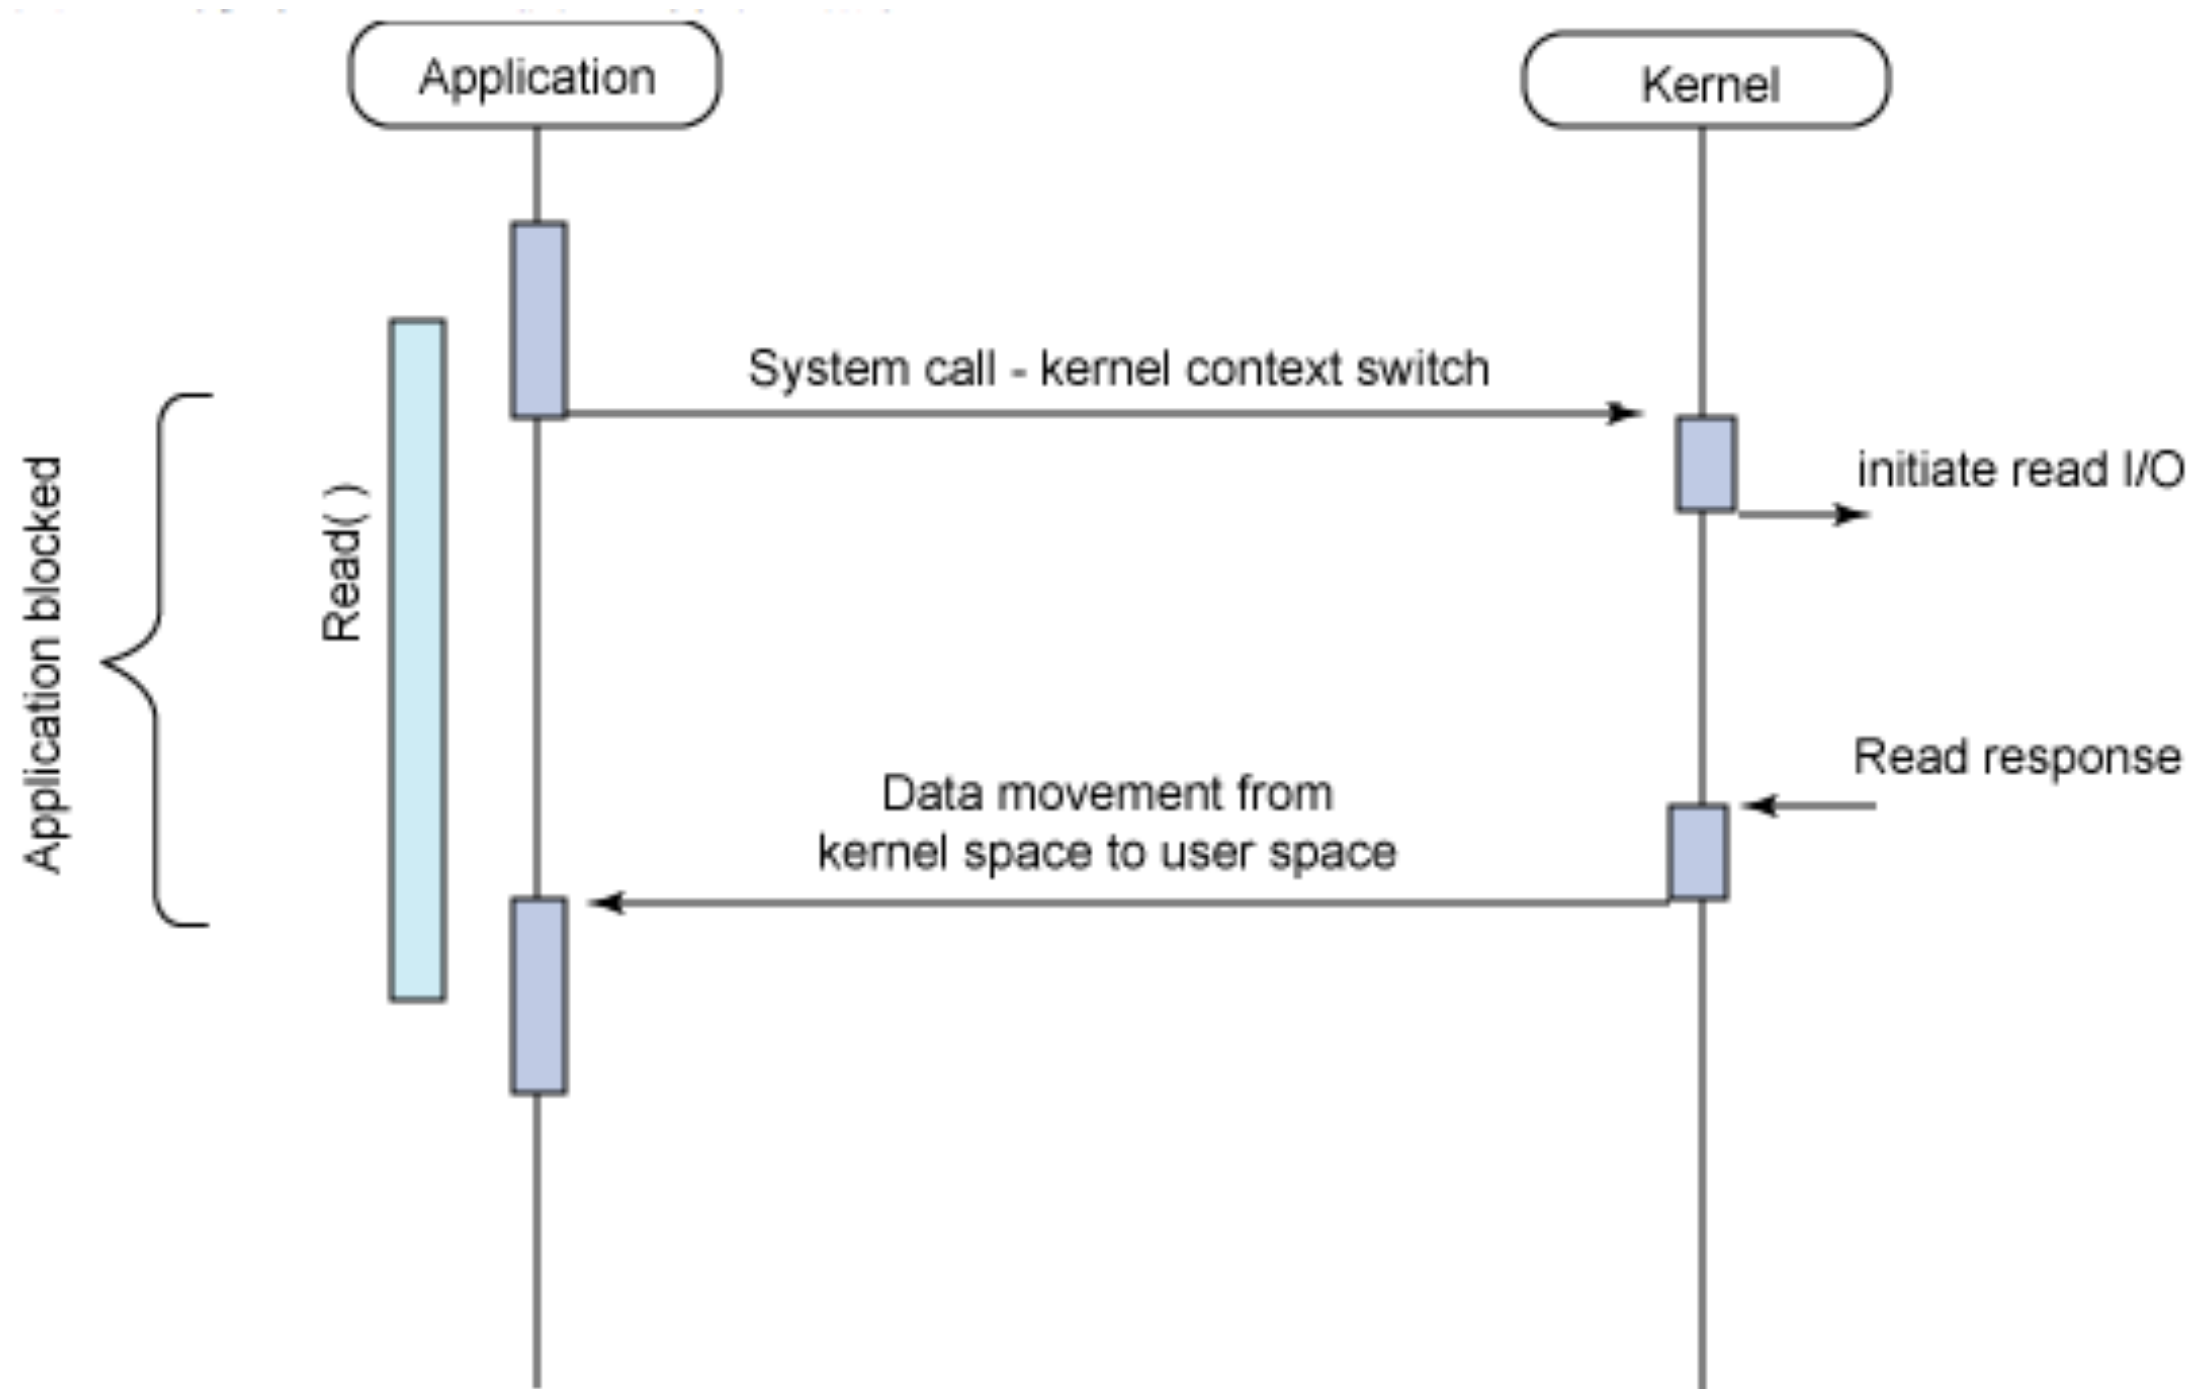 Application
Kernel
System call - kernel context switch
initiate read I/O
Application blocked
Read( )
Read response
Data movement from
kernel space to user space